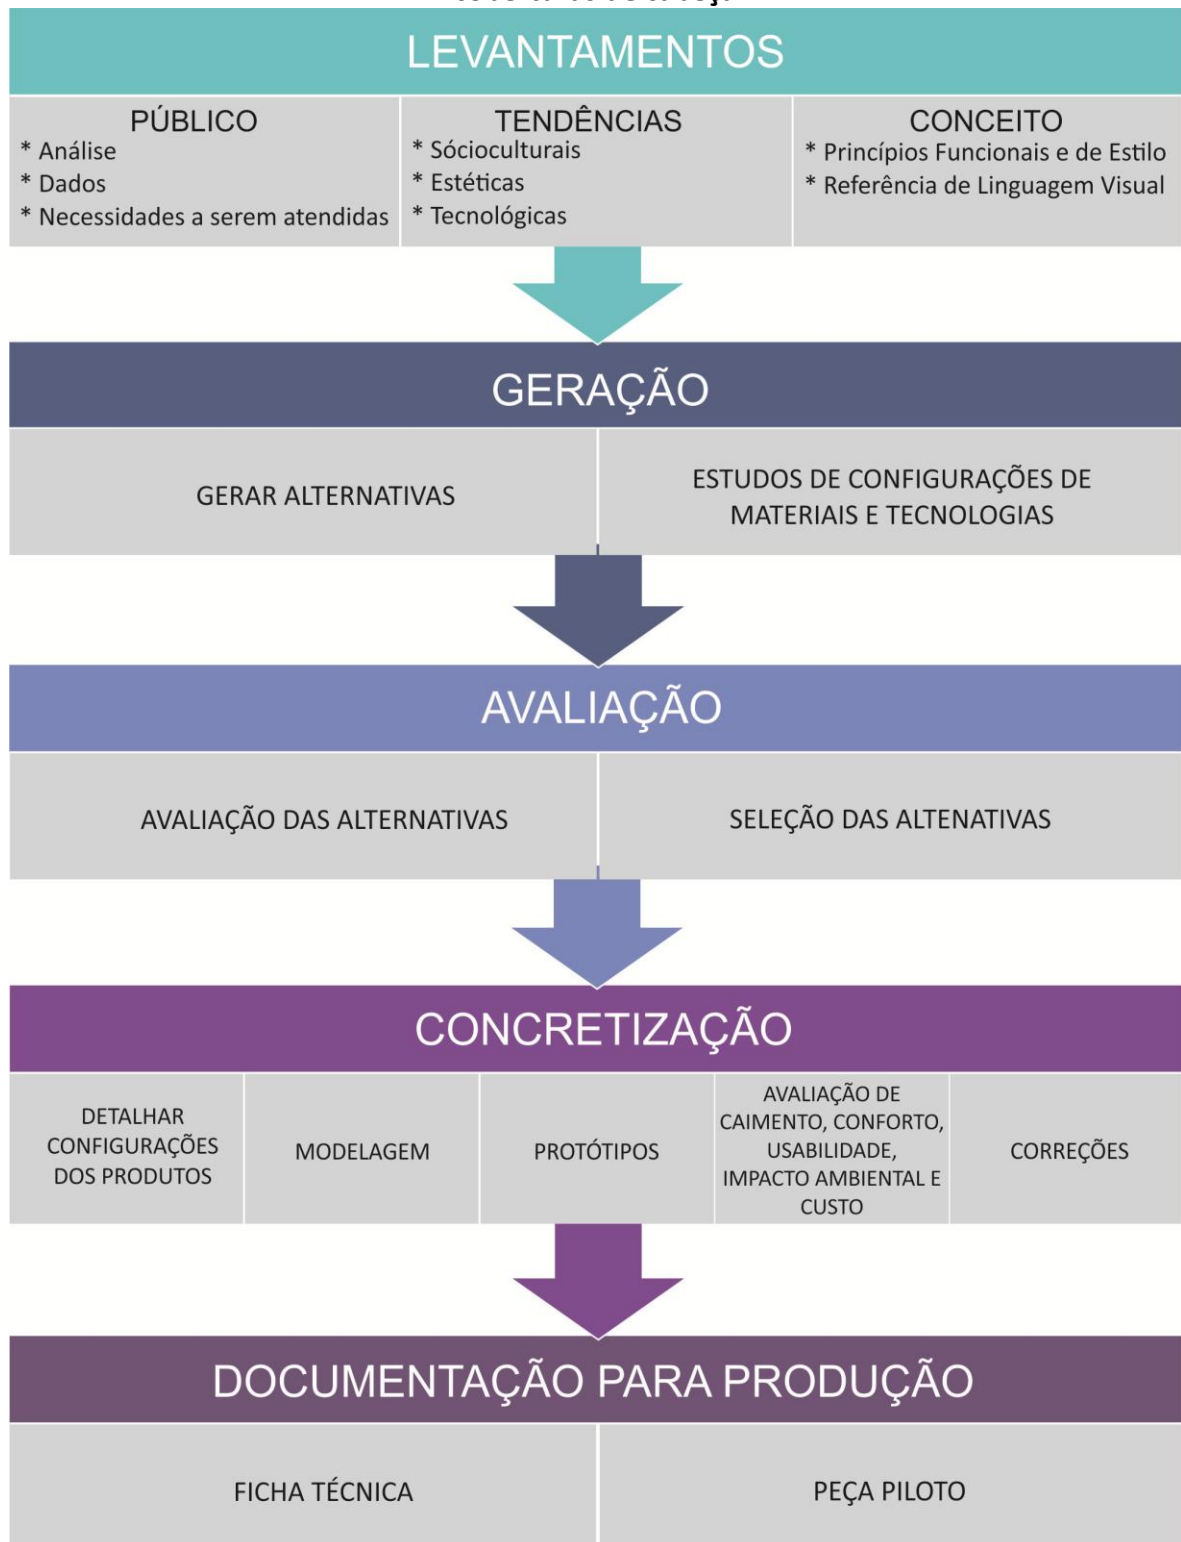 LEVANTAMENTOS
PÚBLICO
* Análise
* Dados
* Necessidades a serem atendidas
TENDÊNCIAS
* Sócioculturais
* Estéticas
* Tecnológicas
CONCEITO
* Princípios Funcionais e de Estilo
* Referência de Linguagem Visual
GERAÇÃO
GERAR ALTERNATIVAS
ESTUDOS DE CONFIGURAÇÕES DE
MATERIAIS E TECNOLOGIAS
AVALIAÇÃO
AVALIAÇÃO DAS ALTERNATIVAS
SELEÇÃO DAS ALTENATIVAS
CONCRETIZAÇÃO
DETALHAR
CONFIGURAÇÕES
DOS PRODUTOS
MODELAGEM
PROTÓTIPOS
AVALIAÇÃO DE
CAIMENTO, CONFORTO,
USABILIDADE,
IMPACTO AMBIENTAL E
CUSTO
CORREÇÕES
DOCUMENTAÇÃO PARA PRODUÇÃO
FICHA TÉCNICA
PEÇA PILOTO